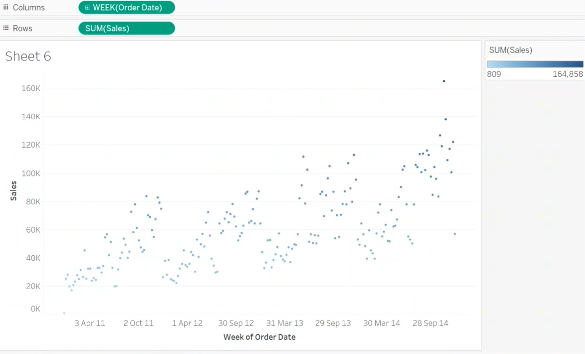 Columns
WEEK(Order Date)
Rows
SUM(Sales)
Sheet 6
SUM(Sales)
809 164,858
160K
140K
120K
100K
80K
60K
40K
20K
0K
Sales
3 Apr 11 2 Oct 11 1 Apr 12 30 Sep 12 31 Mar 13 29 Sep 13 30 Mar 14 28 Sep 14
Week of Order Date